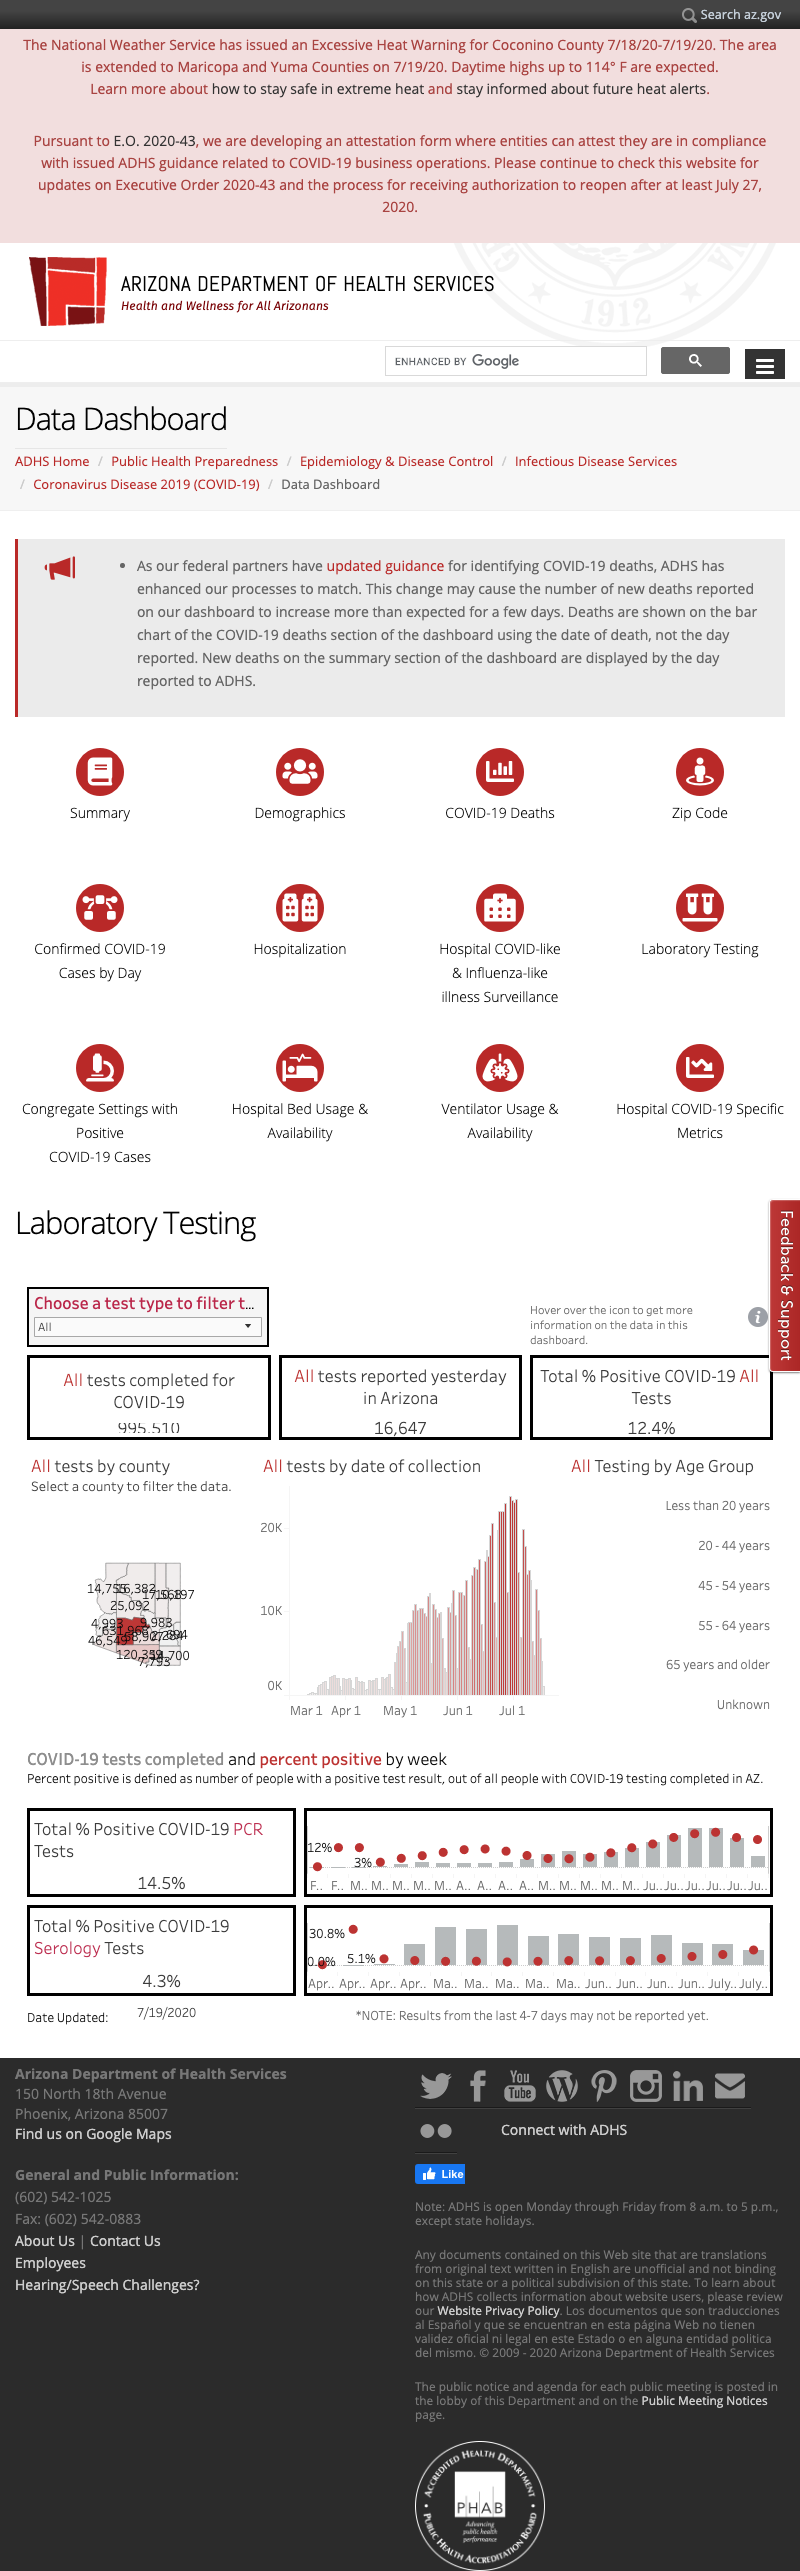 Search az.gov
The National Weather Service has issued an Excessive Heat Warning for Coconino County 7/18/20-7/19/20. The area
is extended to Maricopa and Yuma Counties on 7/19/20. Daytime highs up to 114° F are expected.
Learn more about how to stay safe in extreme heat and stay informed about future heat alerts.
Pursuant to E.O. 2020-43, we are developing an attestation form where entities can attest they are in compliance
with issued ADHS guidance related to COVID-19 business operations. Please continue to check this website for
updates on Executive Order 2020-43 and the process for receiving authorization to reopen after at least July 27,
2020.
1912
ARIZONA DEPARTMENT OF HEALTH SERVICES
Health and Wellness for All Arizonans
ENHANCED BY Google
Data Dashboard
ADHS Home / Public Health Preparedness / Epidemiology & Disease Control / Infectious Disease Services
/ Coronavirus Disease 2019 (COVID-19) / Data Dashboard
• As our federal partners have updated guidance for identifying COVID-19 deaths, ADHS has
enhanced our processes to match. This change may cause the number of new deaths reported
on our dashboard to increase more than expected for a few days. Deaths are shown on the bar
chart of the COVID-19 deaths section of the dashboard using the date of death, not the day
reported. New deaths on the summary section of the dashboard are displayed by the day
reported to ADHS.
Summary
Demographics
COVID-19 Deaths
Zip Code
Confirmed COVID-19
Cases by Day
Hospitalization
Hospital COVID-like
& Influenza-like
illness Surveillance
Laboratory Testing
Congregate Settings with
Positive
COVID-19 Cases
Hospital Bed Usage &
Availability
Ventilator Usage &
Availability
Hospital COVID-19 Specific
Metrics
Laboratory Testing
Feedback & Support
Choose a test type to filter t...
All
Hover over the icon to get more
information on the data in this
dashboard.
i
All tests completed for
COVID-19
995,510
All tests reported yesterday
in Arizona
16,647
Total % Positive COVID-19 All
Tests
12.4%
All tests by county
Select a county to filter the data.
14,755
16,382
25,092
4,993
9,983
46,549
120,359
7,793
All tests by date of collection
20K
10K
0K
Mar 1 Apr 1 May 1 Jun 1 Jul 1
All Testing by Age Group
Less than 20 years
20 - 44 years
45 - 54 years
55 - 64 years
65 years and older
Unknown
COVID-19 tests completed and percent positive by week
Percent positive is defined as number of people with a positive test result, out of all people with COVID-19 testing completed in AZ.
Total % Positive COVID-19 PCR
Tests
14.5%
12%
3%
F.. F.. M.. M.. M.. M.. M.. A.. A.. A.. A.. M.. M.. M.. M.. M.. Ju.. Ju.. Ju.. Ju.. Ju.. Ju..
Total % Positive COVID-19
Serology Tests
4.3%
30.8%
0.0%
5.1%
Apr.. Apr.. Apr.. Apr.. Ma.. Ma.. Ma.. Ma.. Ma.. Jun.. Jun.. Jun.. Jun.. July.. July..
Date Updated: 7/19/2020
*NOTE: Results from the last 4-7 days may not be reported yet.
Arizona Department of Health Services
150 North 18th Avenue
Phoenix, Arizona 85007
Find us on Google Maps
General and Public Information:
(602) 542-1025
Fax: (602) 542-0883
About Us | Contact Us
Employees
Hearing/Speech Challenges?
You
Tube
Connect with ADHS
Like
Note: ADHS is open Monday through Friday from 8 a.m. to 5 p.m.,
except state holidays.
Any documents contained on this Web site that are translations
from original text written in English are unofficial and not binding
on this state or a political subdivision of this state. To learn about
how ADHS collects information about website users, please review
our Website Privacy Policy. Los documentos que son traducciones
al Español y que se encuentran en esta página Web no tienen
validez oficial ni legal en este Estado o en alguna entidad politica
del mismo. © 2009 - 2020 Arizona Department of Health Services
The public notice and agenda for each public meeting is posted in
the lobby of this Department and on the Public Meeting Notices
page.
ACCREDITED HEALTH DEPARTMENT
PHAB
Advancing
public health
performance
PUBLIC HEALTH ACCREDITATION BOARD